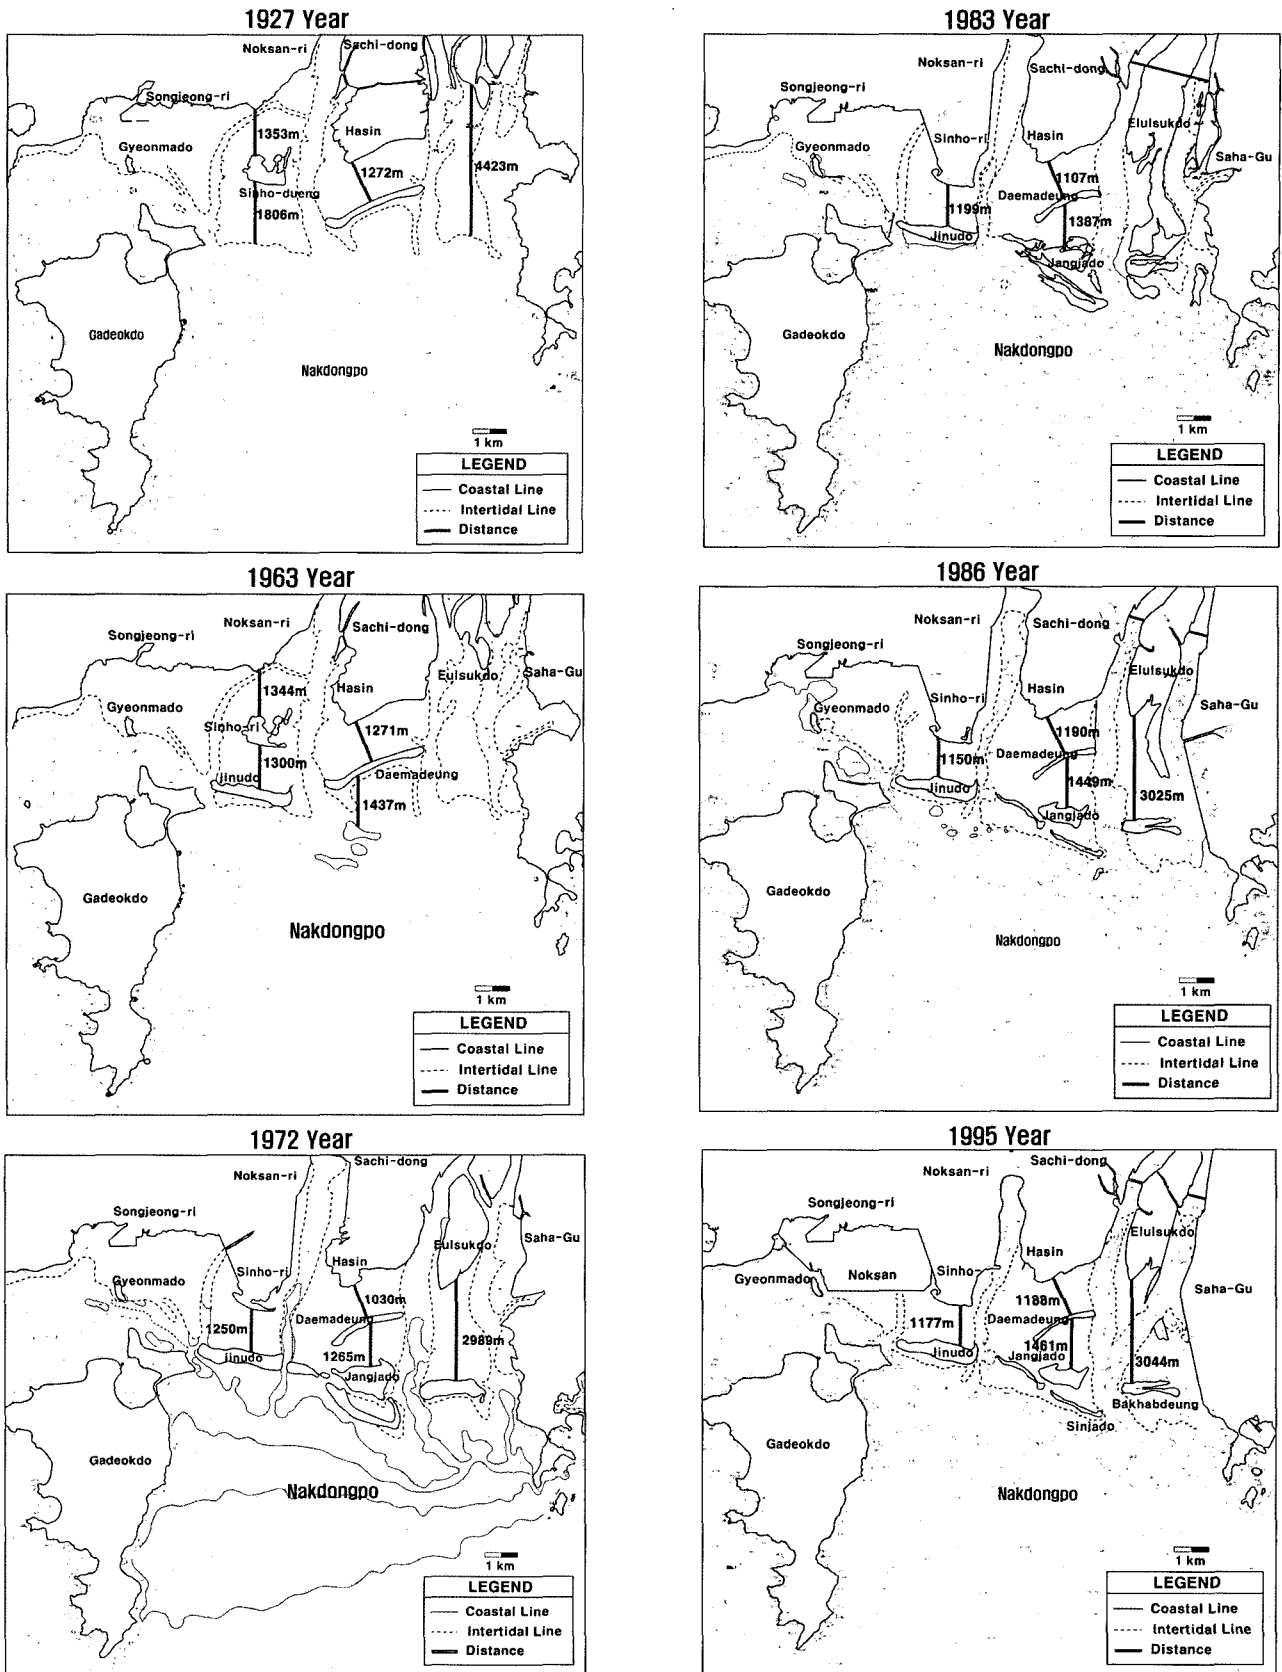 1927 Year
Noksan-ri
Sachi-dong
Songjeong-ri
1353m
Hasin
Gyeonmado
1272m
4423m
Sinho-dueng
1806m
Gadeokdo
Nakdongpo
1 km
LEGEND
Coastal Line
Intertidal Line
Distance
1983 Year
Noksan-ri
Sachi-dong
Songjeong-ri
Elulsukdo
Sinho-ri
Hasin
Gyeonmado
Saha-Gu
1107m
Daemadeung
1199m
1387m
Jinudo
Jangjado
Gadeokdo
Nakdongpo
1 km
LEGEND
Coastal Line
Intertidal Line
Distance
1963 Year
Noksan-ri
Sachi-dong
Songjeong-ri
Eulsukdo
Saha-Gu
1344m
Hasin
Gyeonmado
Sinho-ri
1271m
1300m
Jinudo
Daemadeung
1437m
Gadeokdo
Nakdongpo
1 km
LEGEND
Coastal Line
Intertidal Line
Distance
1986 Year
Noksan-ri
Sachi-dong
Songjeong-ri
Elulsukdo
Sinho-ri
Hasin
Saha-Gu
Gyeonmado
1190m
Daemadeung
1150m
1449m
Jinudo
3025m
Jangjado
Gadeokdo
Nakdongpo
1 km
LEGEND
Coastal Line
Intertidal Line
Distance
1972 Year
Sachi-dong
Noksan-ri
Songjeong-ri
Eulsukdo
Saha-Gu
Hasin
Sinho-ri
Gyeonmado
1030m
Daemadeung
1250m
2989m
Jinudo
1265m
Jangjado
Gadeokdo
Nakdongpo
1 km
LEGEND
Coastal Line
Intertidal Line
Distance
1995 Year
Sachi-dong
Noksan-ri
Songjeong-ri
Elulsukdo
Hasin
Gyeonmado
Noksan
Sinho-
Saha-Gu
1188m
Daemadeung
1177m
1461m
Jinudo
Jangjado
3044m
Bakhabdeung
Sinjado
Gadeokdo
Nakdongpo
1 km
LEGEND
Coastal Line
Intertidal Line
Distance